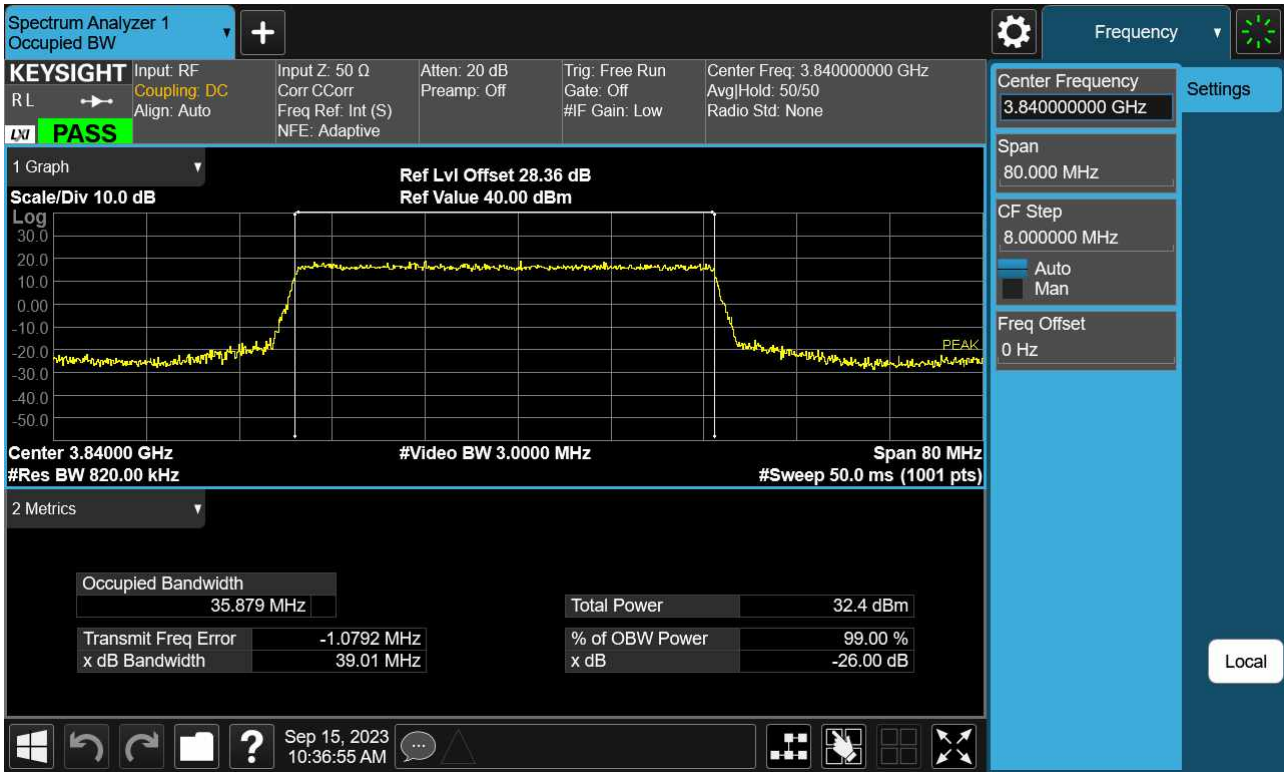 Spectrum Analyzer 1
Occupied BW
Frequency
KEYSIGHT
RL
LXI PASS
Input: RF
Coupling: DC
Align: Auto
Input Z: 50 Ω
Corr CCorr
Freq Ref: Int (S)
NFE: Adaptive
Atten: 20 dB
Preamp: Off
Trig: Free Run
Gate: Off
#IF Gain: Low
Center Freq: 3.840000000 GHz
Avg|Hold: 50/50
Radio Std: None
Center Frequency
3.840000000 GHz
Settings
Span
80.000 MHz
CF Step
8.000000 MHz
Auto
Man
Freq Offset
0 Hz
Local
1 Graph
Scale/Div 10.0 dB
Ref Lvl Offset 28.36 dB
Ref Value 40.00 dBm
Log
30.0
20.0
10.0
0.00
-10.0
-20.0
-30.0
-40.0
-50.0
PEAK
Center 3.84000 GHz
#Video BW 3.0000 MHz
Span 80 MHz
#Res BW 820.00 kHz
#Sweep 50.0 ms (1001 pts)
2 Metrics
Occupied Bandwidth
35.879 MHz
Total Power 32.4 dBm
Transmit Freq Error -1.0792 MHz
% of OBW Power 99.00 %
x dB Bandwidth 39.01 MHz
x dB -26.00 dB
?
Sep 15, 2023
10:36:55 AM